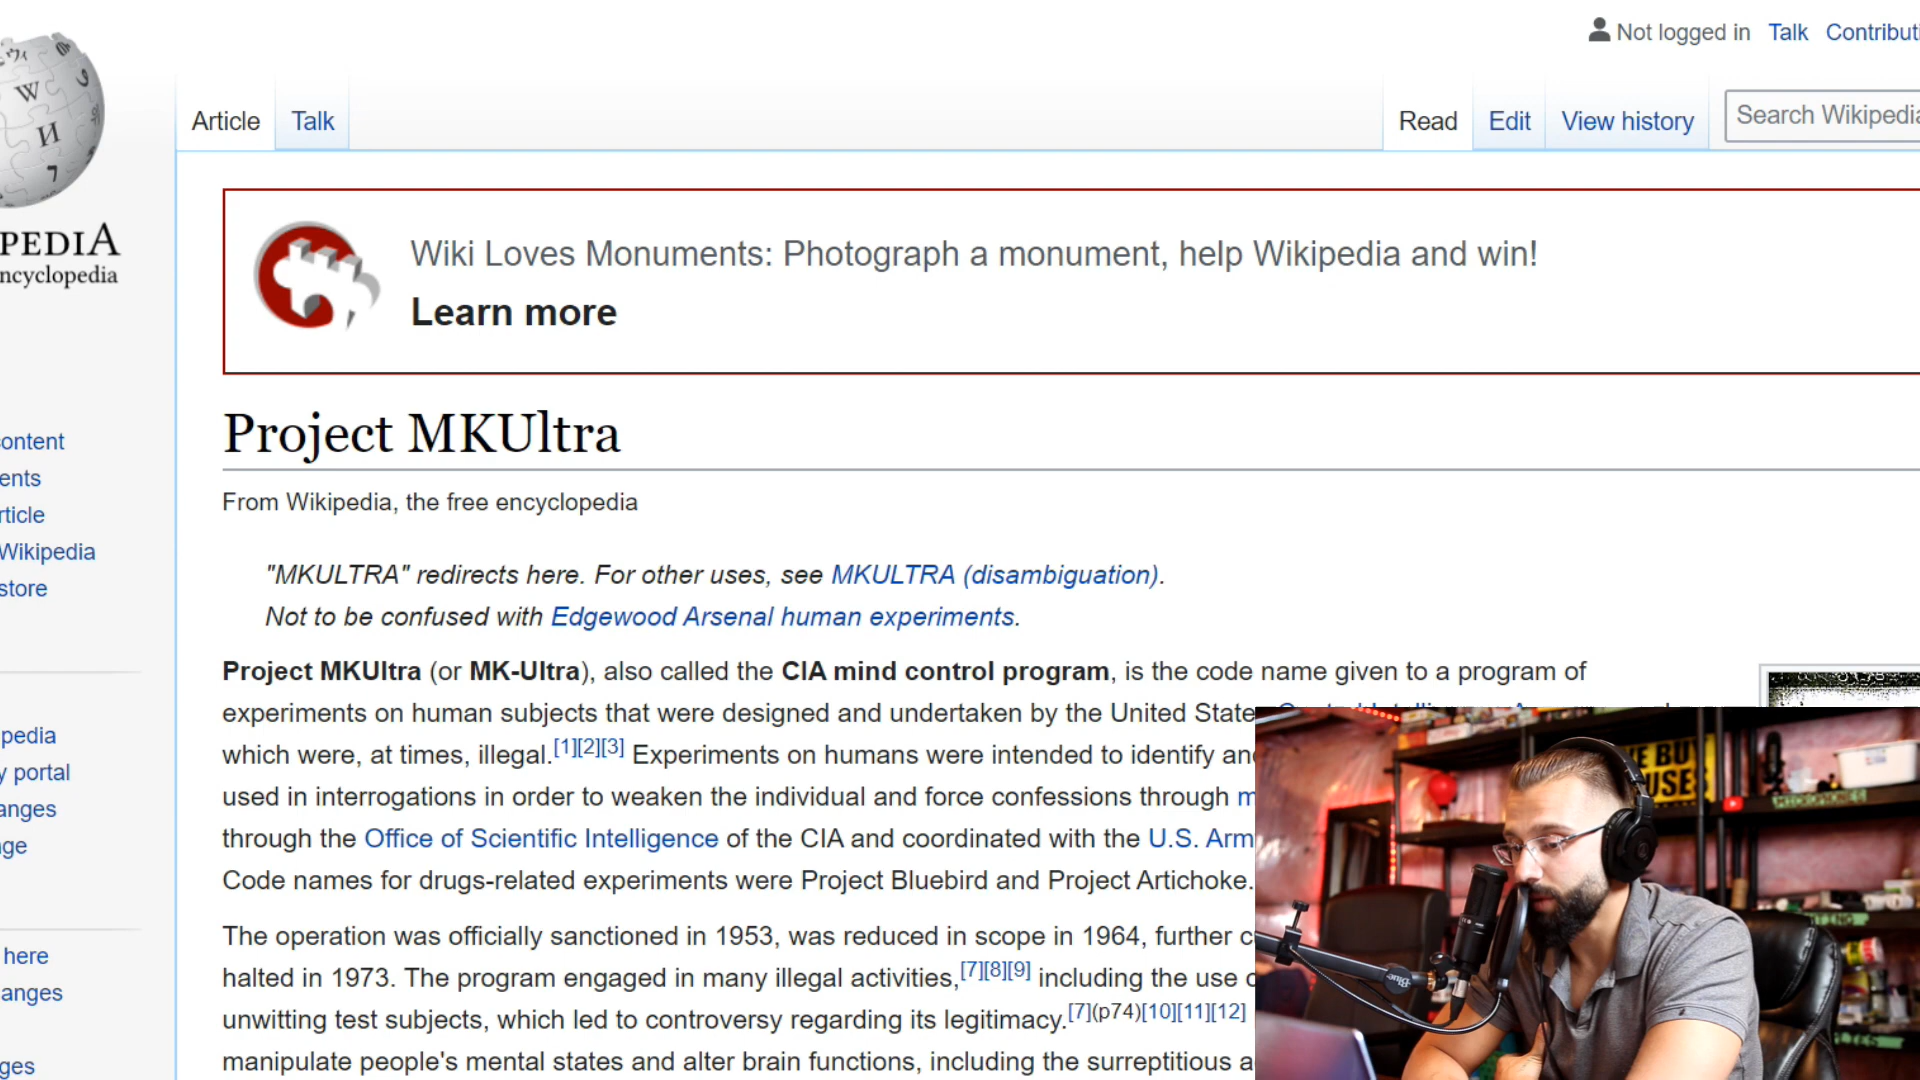 Not logged in Talk Contributi
Article Talk Read Edit View history Search Wikipedia
PEDIA
ncyclopedia
Wiki Loves Monuments: Photograph a monument, help Wikipedia and win!
Learn more
Project MKUltra
From Wikipedia, the free encyclopedia
"MKULTRA" redirects here. For other uses, see MKULTRA (disambiguation).
Not to be confused with Edgewood Arsenal human experiments.
Project MKUltra (or MK-Ultra), also called the CIA mind control program, is the code name given to a program of
experiments on human subjects that were designed and undertaken by the United State
which were, at times, illegal.[1][2][3] Experiments on humans were intended to identify and
used in interrogations in order to weaken the individual and force confessions through m
through the Office of Scientific Intelligence of the CIA and coordinated with the U.S. Arm
Code names for drugs-related experiments were Project Bluebird and Project Artichoke.
The operation was officially sanctioned in 1953, was reduced in scope in 1964, further c
halted in 1973. The program engaged in many illegal activities,[7][8][9] including the use o
unwitting test subjects, which led to controversy regarding its legitimacy.[7](p74)[10][11][12]
manipulate people's mental states and alter brain functions, including the surreptitious a
ontent
ents
rticle
Wikipedia
store
pedia
y portal
anges
ge
here
anges
ges
E BU
USES
MICROPHONES
Blue